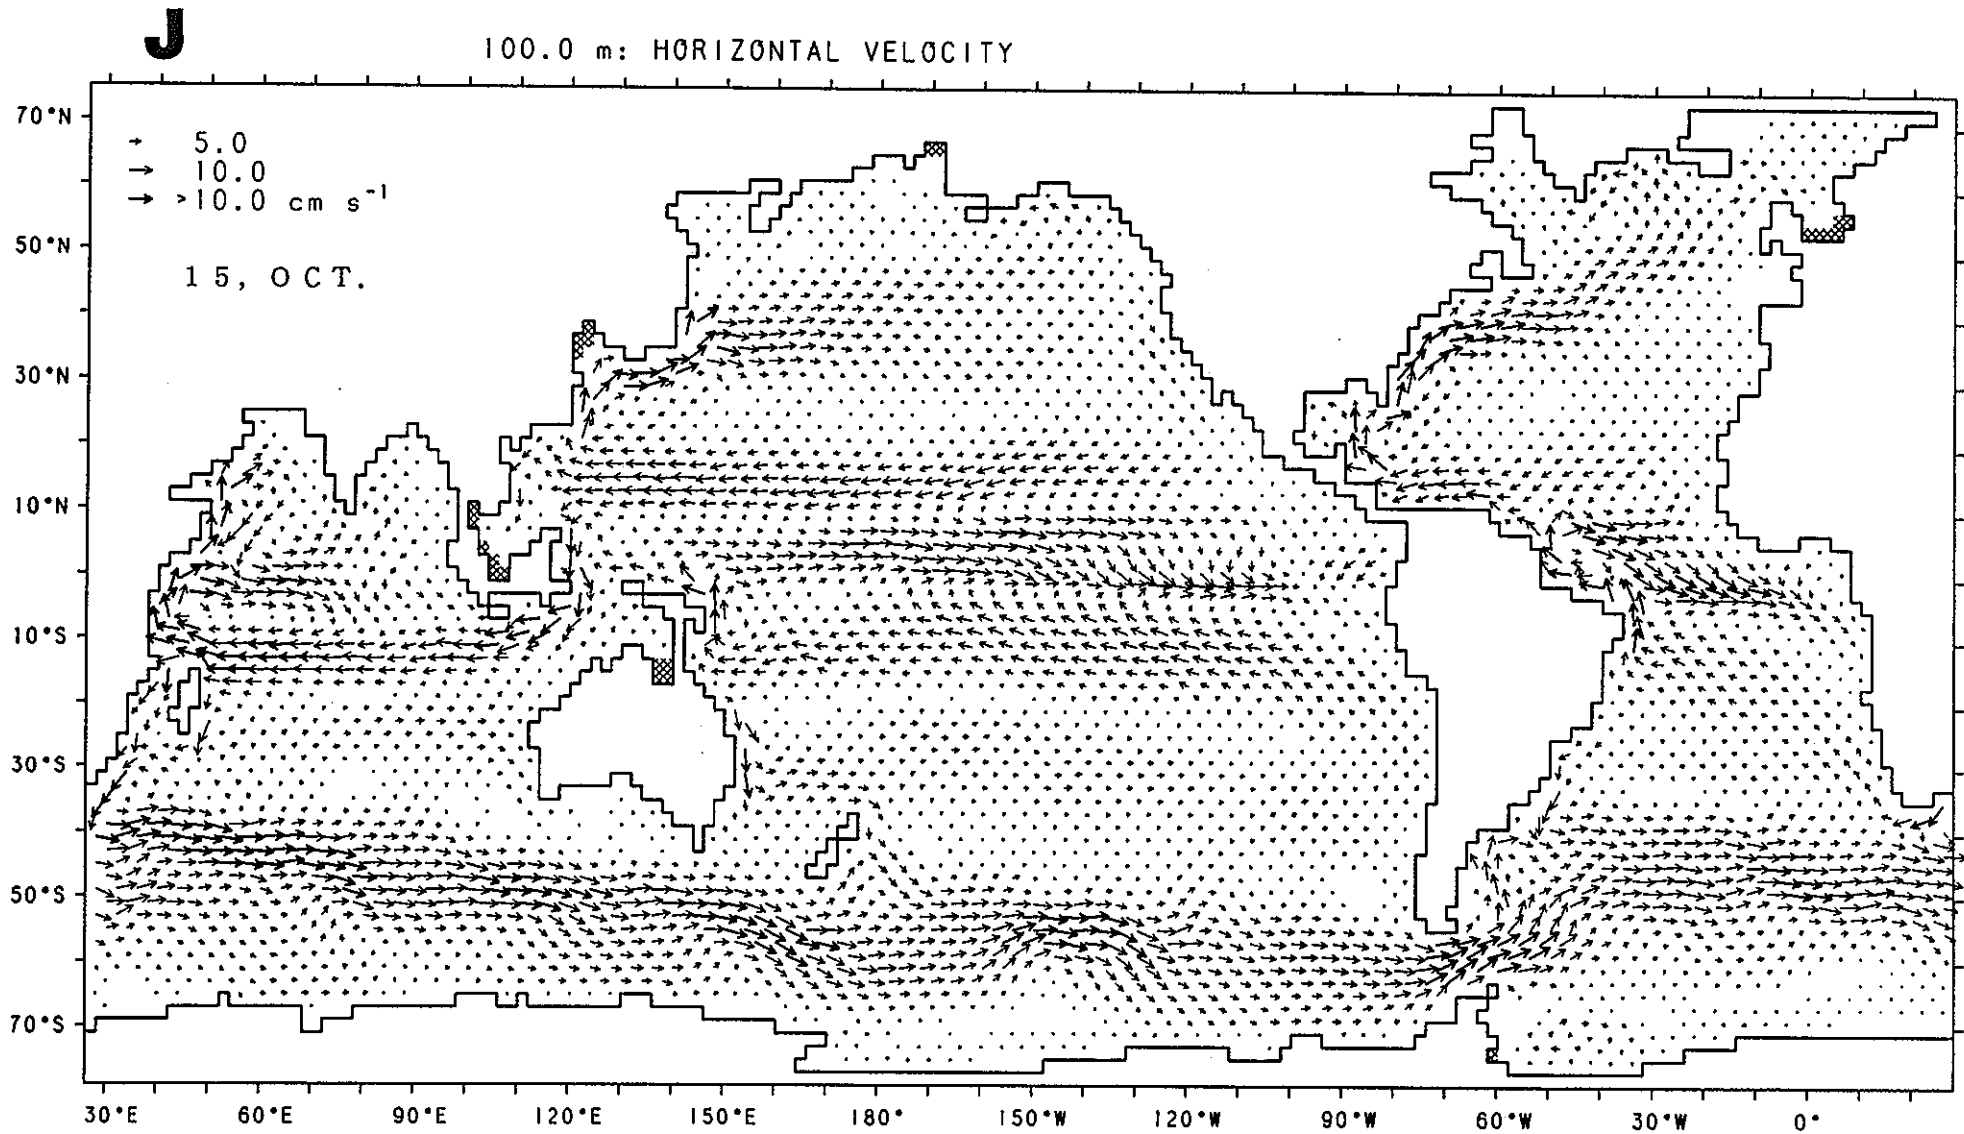 J
100.0 m: HORIZONTAL VELOCITY
5.0
10.0
>10.0 cm s⁻¹
15, OCT.
70°N
50°N
30°N
10°N
10°S
30°S
50°S
70°S
30°E 60°E 90°E 120°E 150°E 180° 150°W 120°W 90°W 60°W 30°W 0°